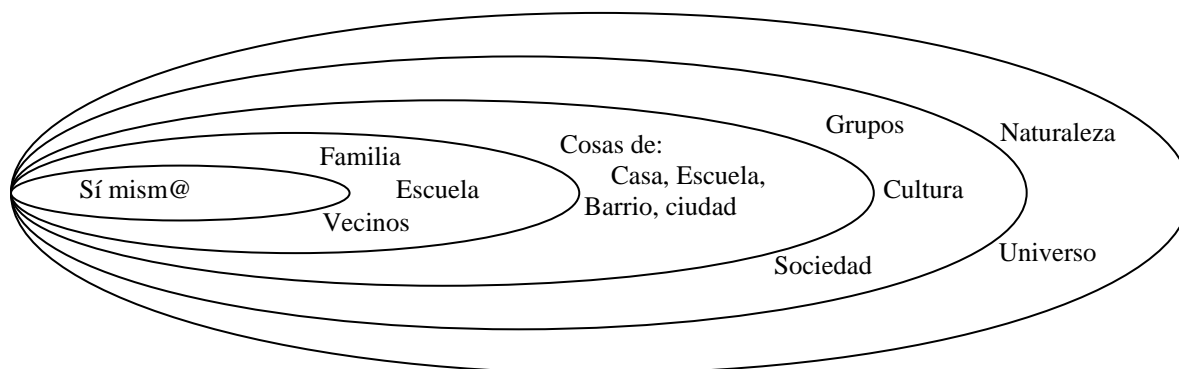 Sí mism@
Familia
Escuela
Vecinos
Cosas de:
Casa, Escuela,
Barrio, ciudad
Grupos
Cultura
Sociedad
Naturaleza
Universo